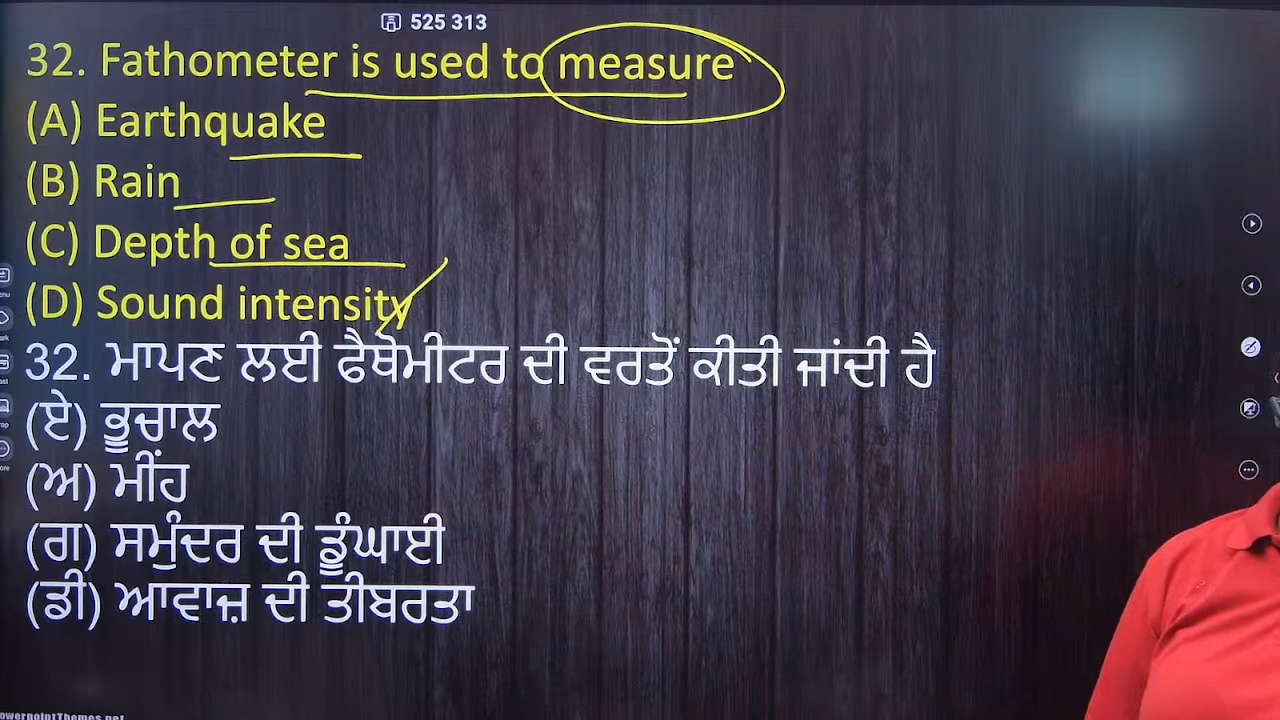 525 313
32. Fathometer is used to measure
(A) Earthquake
(B) Rain
(C) Depth of sea
(D) Sound intensity
32. ਮਾਪਣ ਲਈ ਫੈਥੋਮੀਟਰ ਦੀ ਵਰਤੋਂ ਕੀਤੀ ਜਾਂਦੀ ਹੈ
(ਏ) ਭੂਚਾਲ
(ਅ) ਮੀਂਹ
(ਗ) ਸਮੁੰਦਰ ਦੀ ਡੂੰਘਾਈ
(ਡੀ) ਆਵਾਜ਼ ਦੀ ਤੀਬਰਤਾ